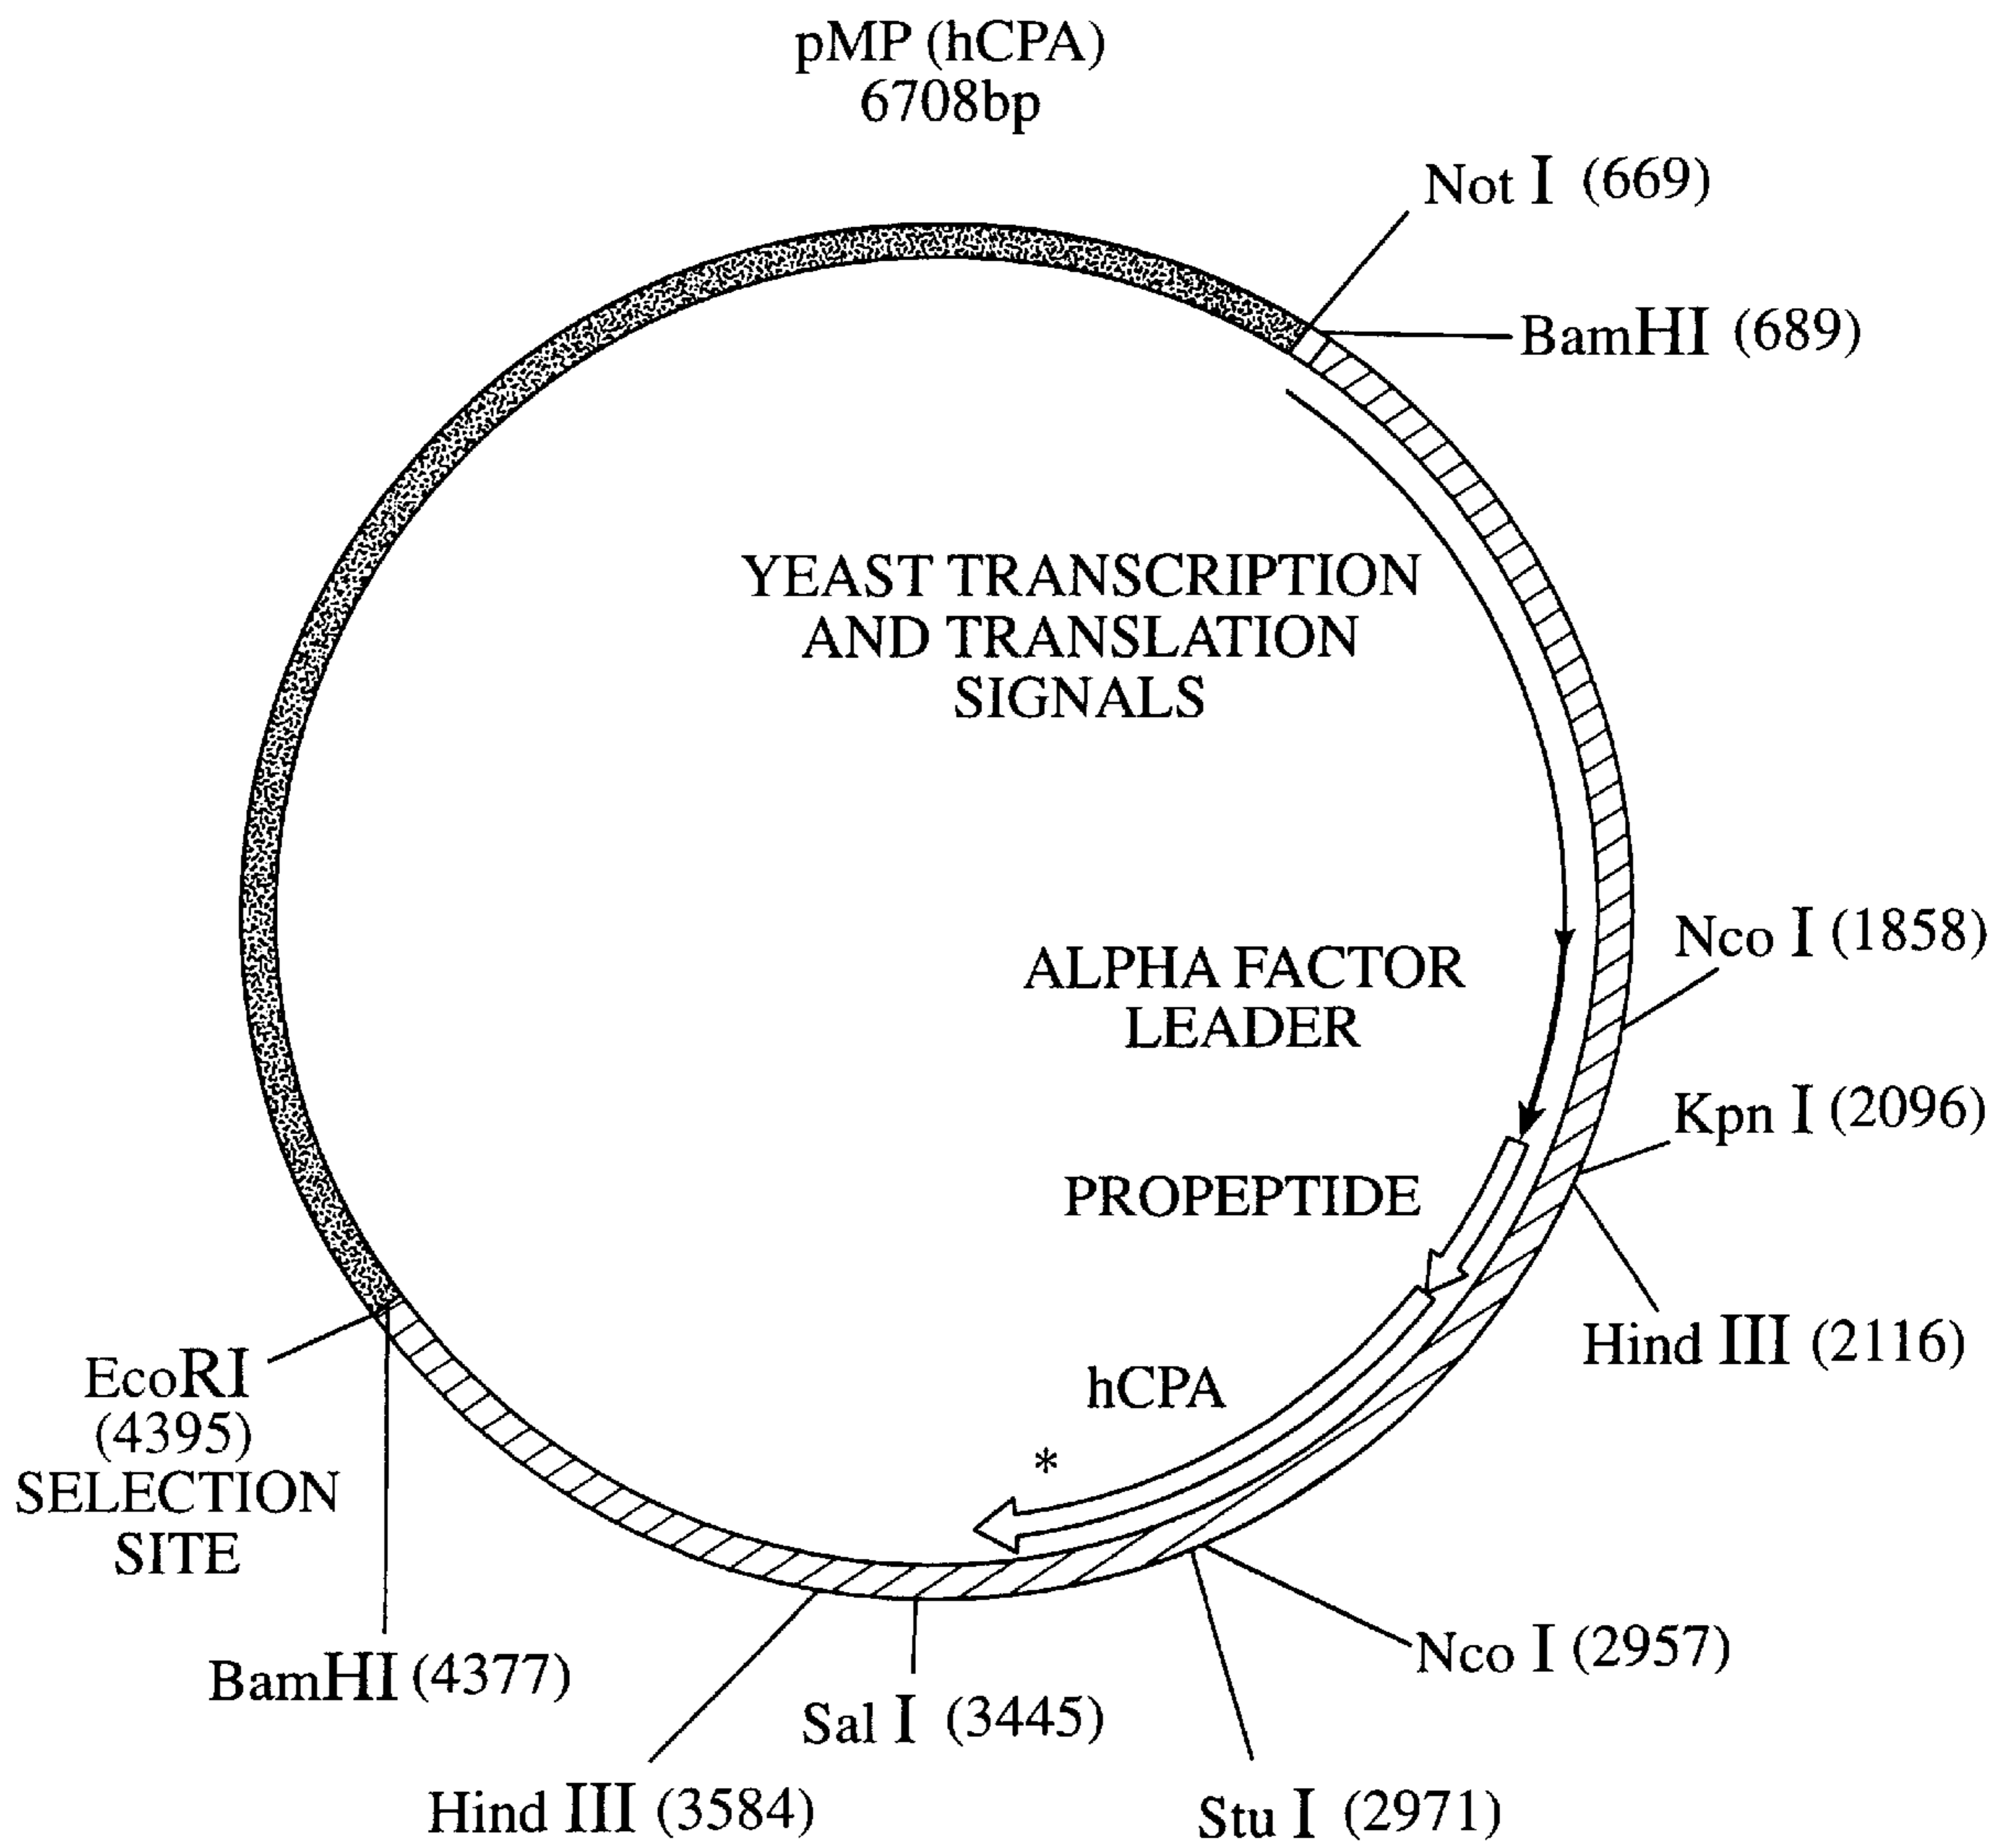 pMP (hCPA)
6708bp
Not I (669)
BamHI (689)
YEAST TRANSCRIPTION
AND TRANSLATION
SIGNALS
Nco I (1858)
ALPHA FACTOR
LEADER
Kpn I (2096)
PROPEPTIDE
Hind III (2116)
EcoRI
(4395)
SELECTION
SITE
hCPA
*
Nco I (2957)
BamHI (4377)
Sal I (3445)
Hind III (3584)
Stu I (2971)